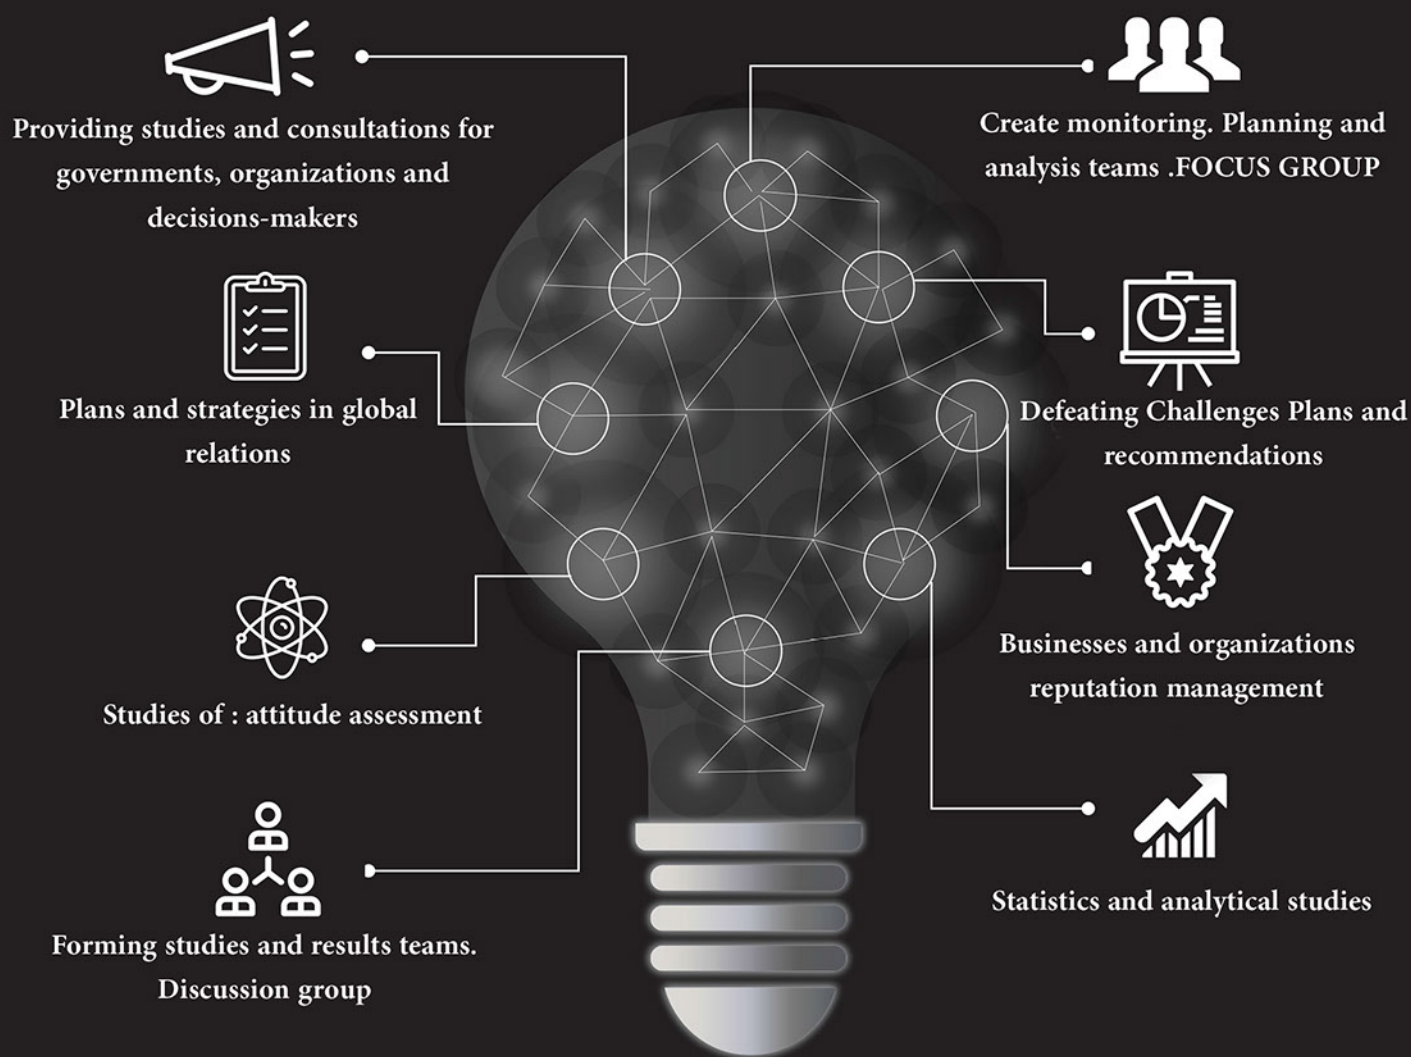 Providing studies and consultations for
governments, organizations and
decisions-makers
Plans and strategies in global
relations
Studies of : attitude assessment
Forming studies and results teams.
Discussion group
Create monitoring. Planning and
analysis teams .FOCUS GROUP
Defeating Challenges Plans and
recommendations
Businesses and organizations
reputation management
Statistics and analytical studies